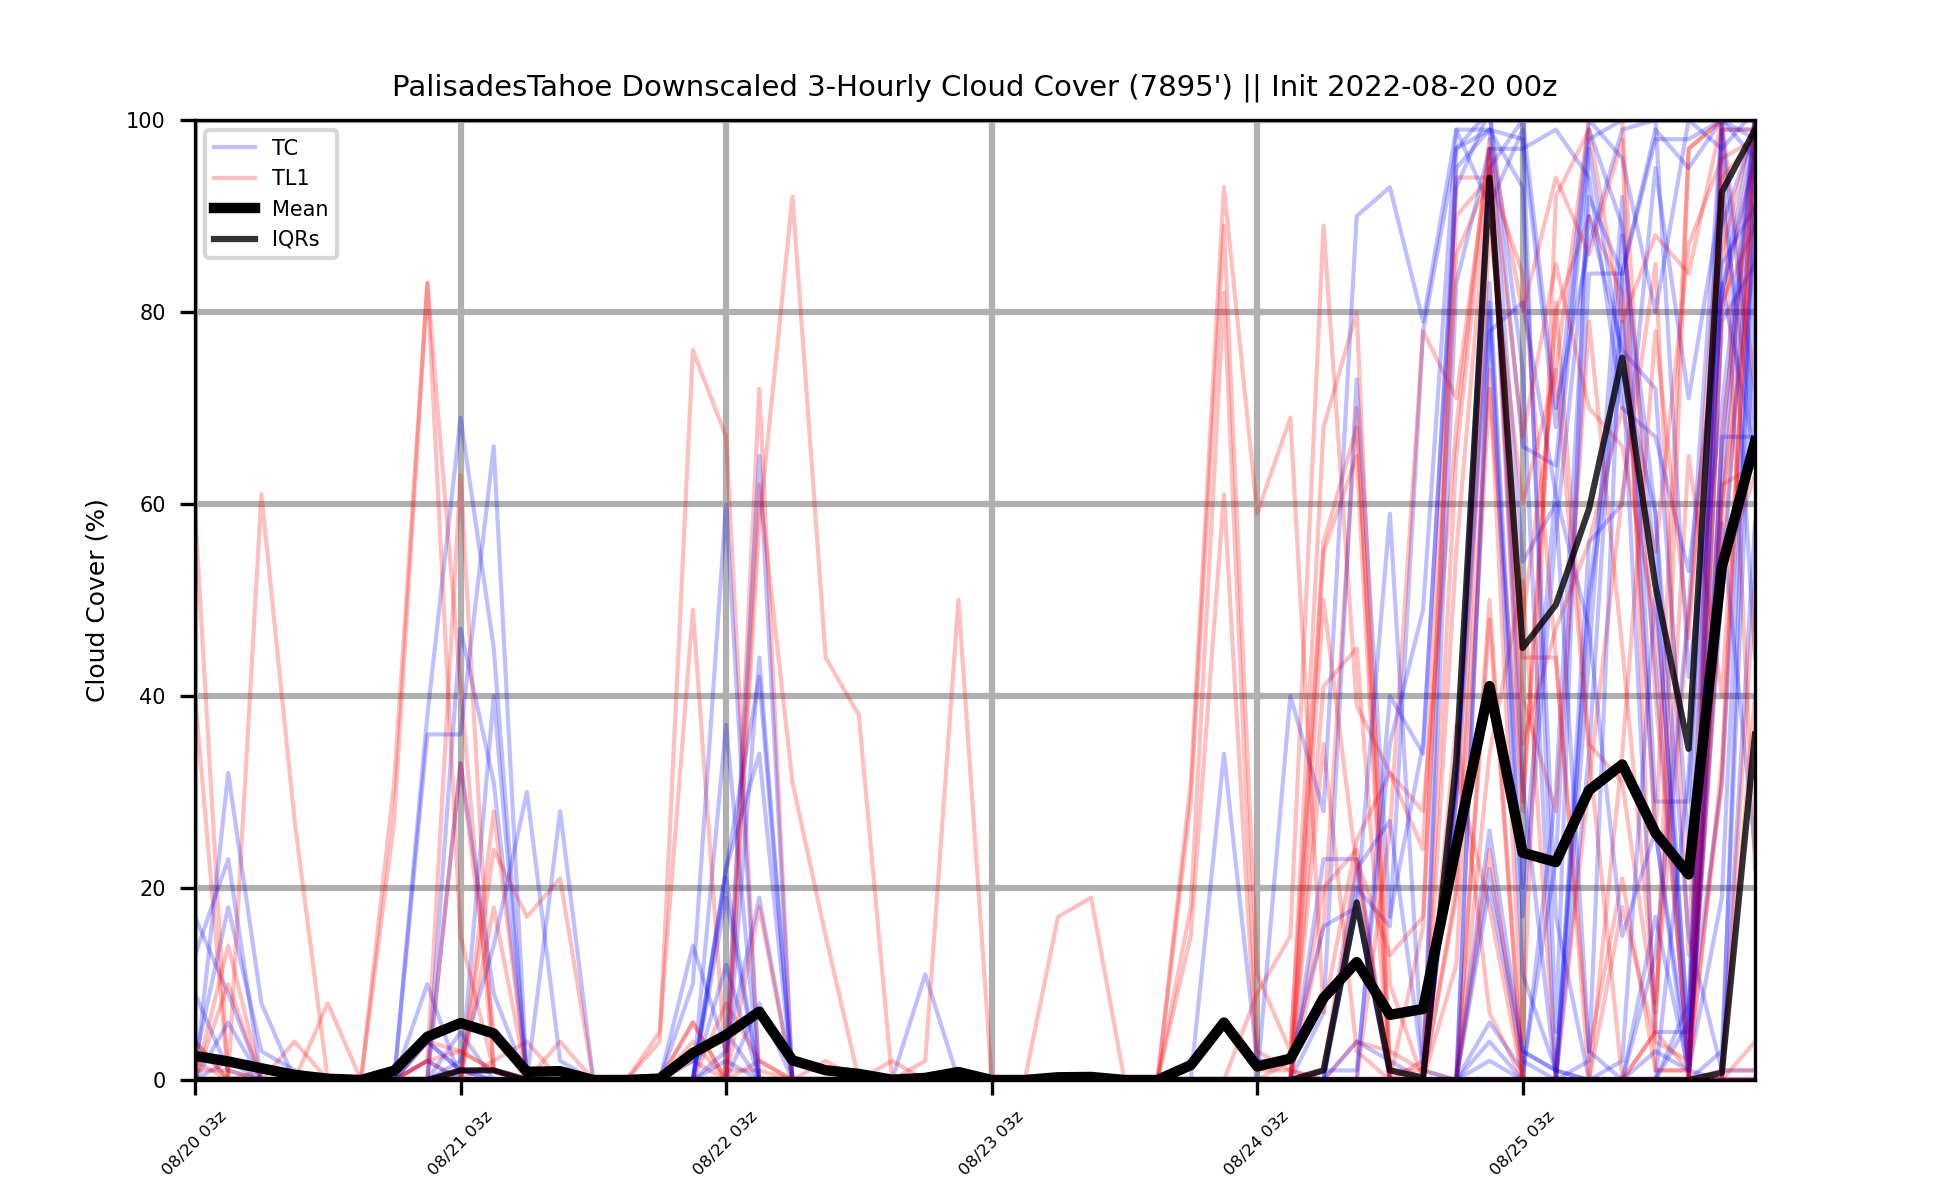 PalisadesTahoe Downscaled 3-Hourly Cloud Cover (7895') || Init 2022-08-20 00z
100
80
60
40
20
0
Cloud Cover (%)
TC
TL1
Mean
IQRs
08/20 03z
08/21 03z
08/22 03z
08/23 03z
08/24 03z
08/25 03z